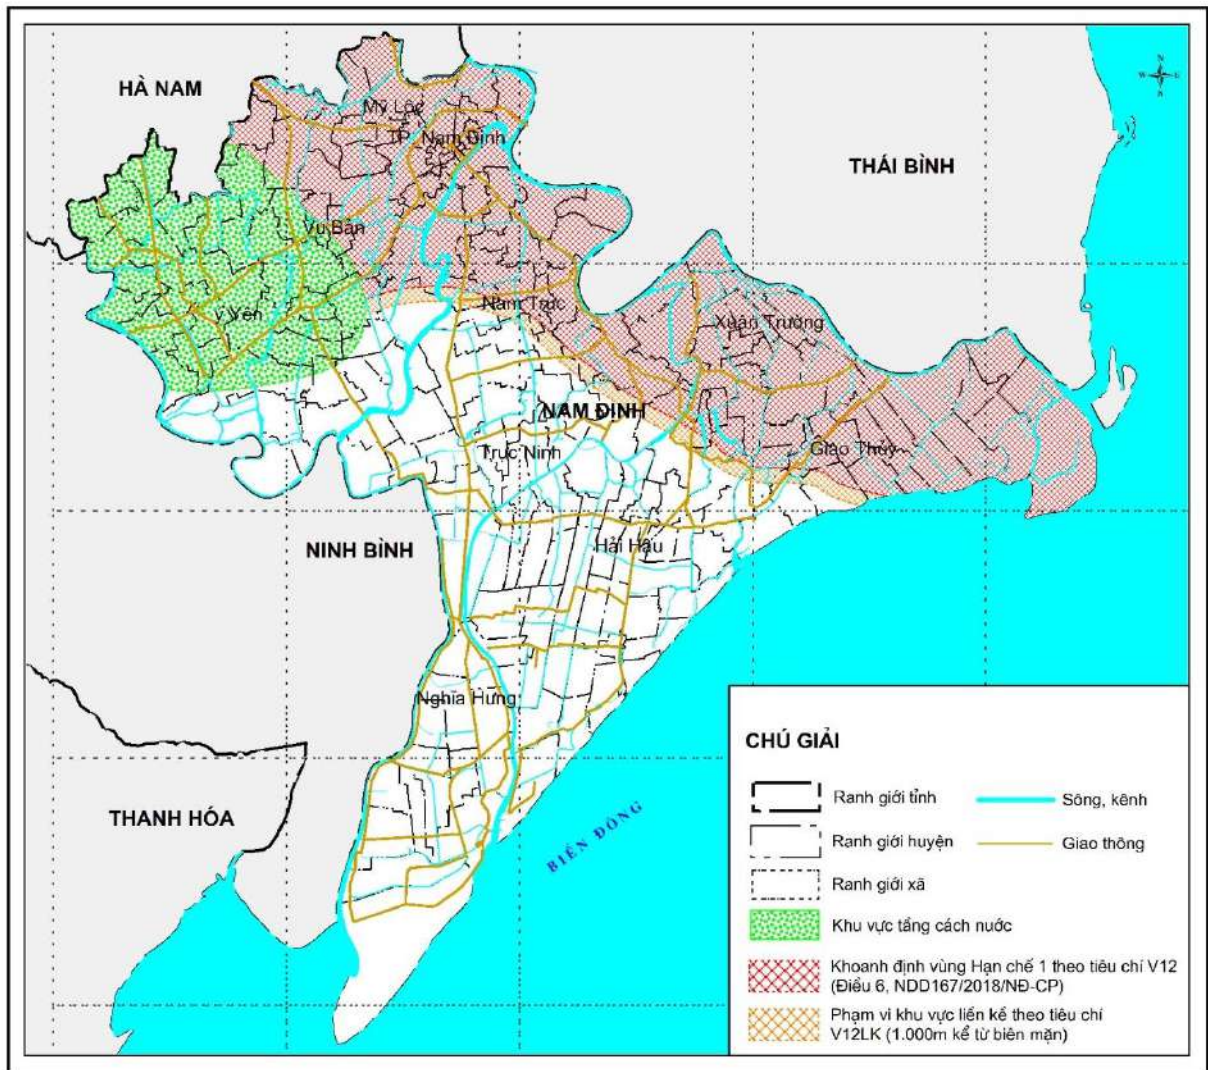 HÀ NAM
N
W E
S
Mỹ Lộc
TP. Nam Định
THÁI BÌNH
Vụ Bản
Nam Trực
Ý Yên
Xuân Trường
NAM ĐỊNH
Trực Ninh
Giao Thủy
NINH BÌNH
Hải Hậu
Nghĩa Hưng
THANH HÓA
BIỂN ĐÔNG
CHÚ GIẢI
Ranh giới tỉnh
Sông, kênh
Ranh giới huyện
Giao thông
Ranh giới xã
Khu vực tầng cách nước
Khoanh định vùng Hạn chế 1 theo tiêu chí V12
(Điều 6, NDD167/2018/NĐ-CP)
Phạm vi khu vực liền kề theo tiêu chí
V12LK (1.000m kể từ biên mặn)